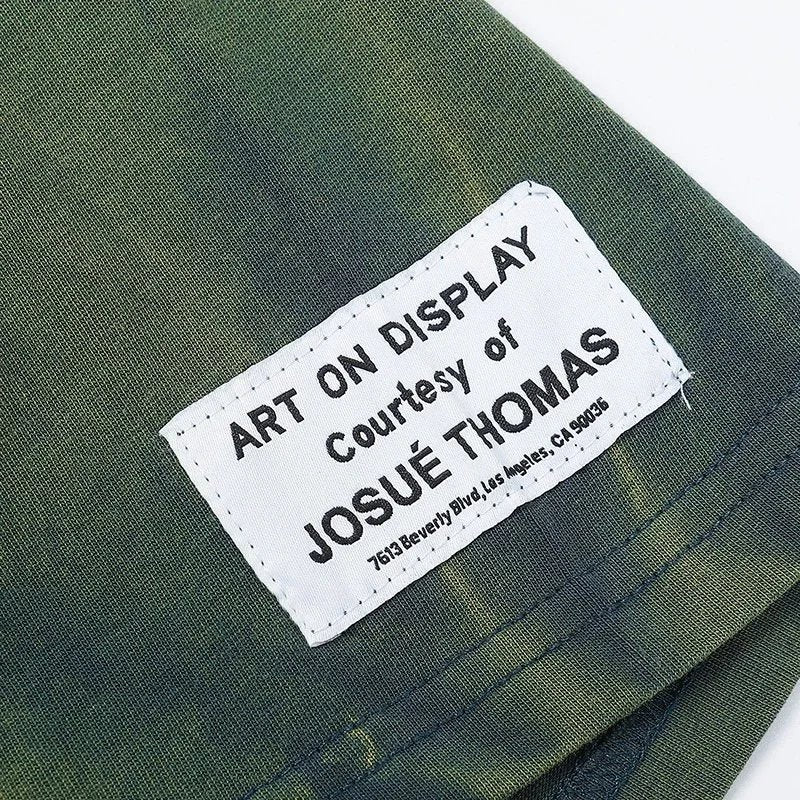 ART ON DISPLAY
Courtesy of
JOSUÉ THOMAS
7613 Beverly Blvd, Los Angeles, CA 90036